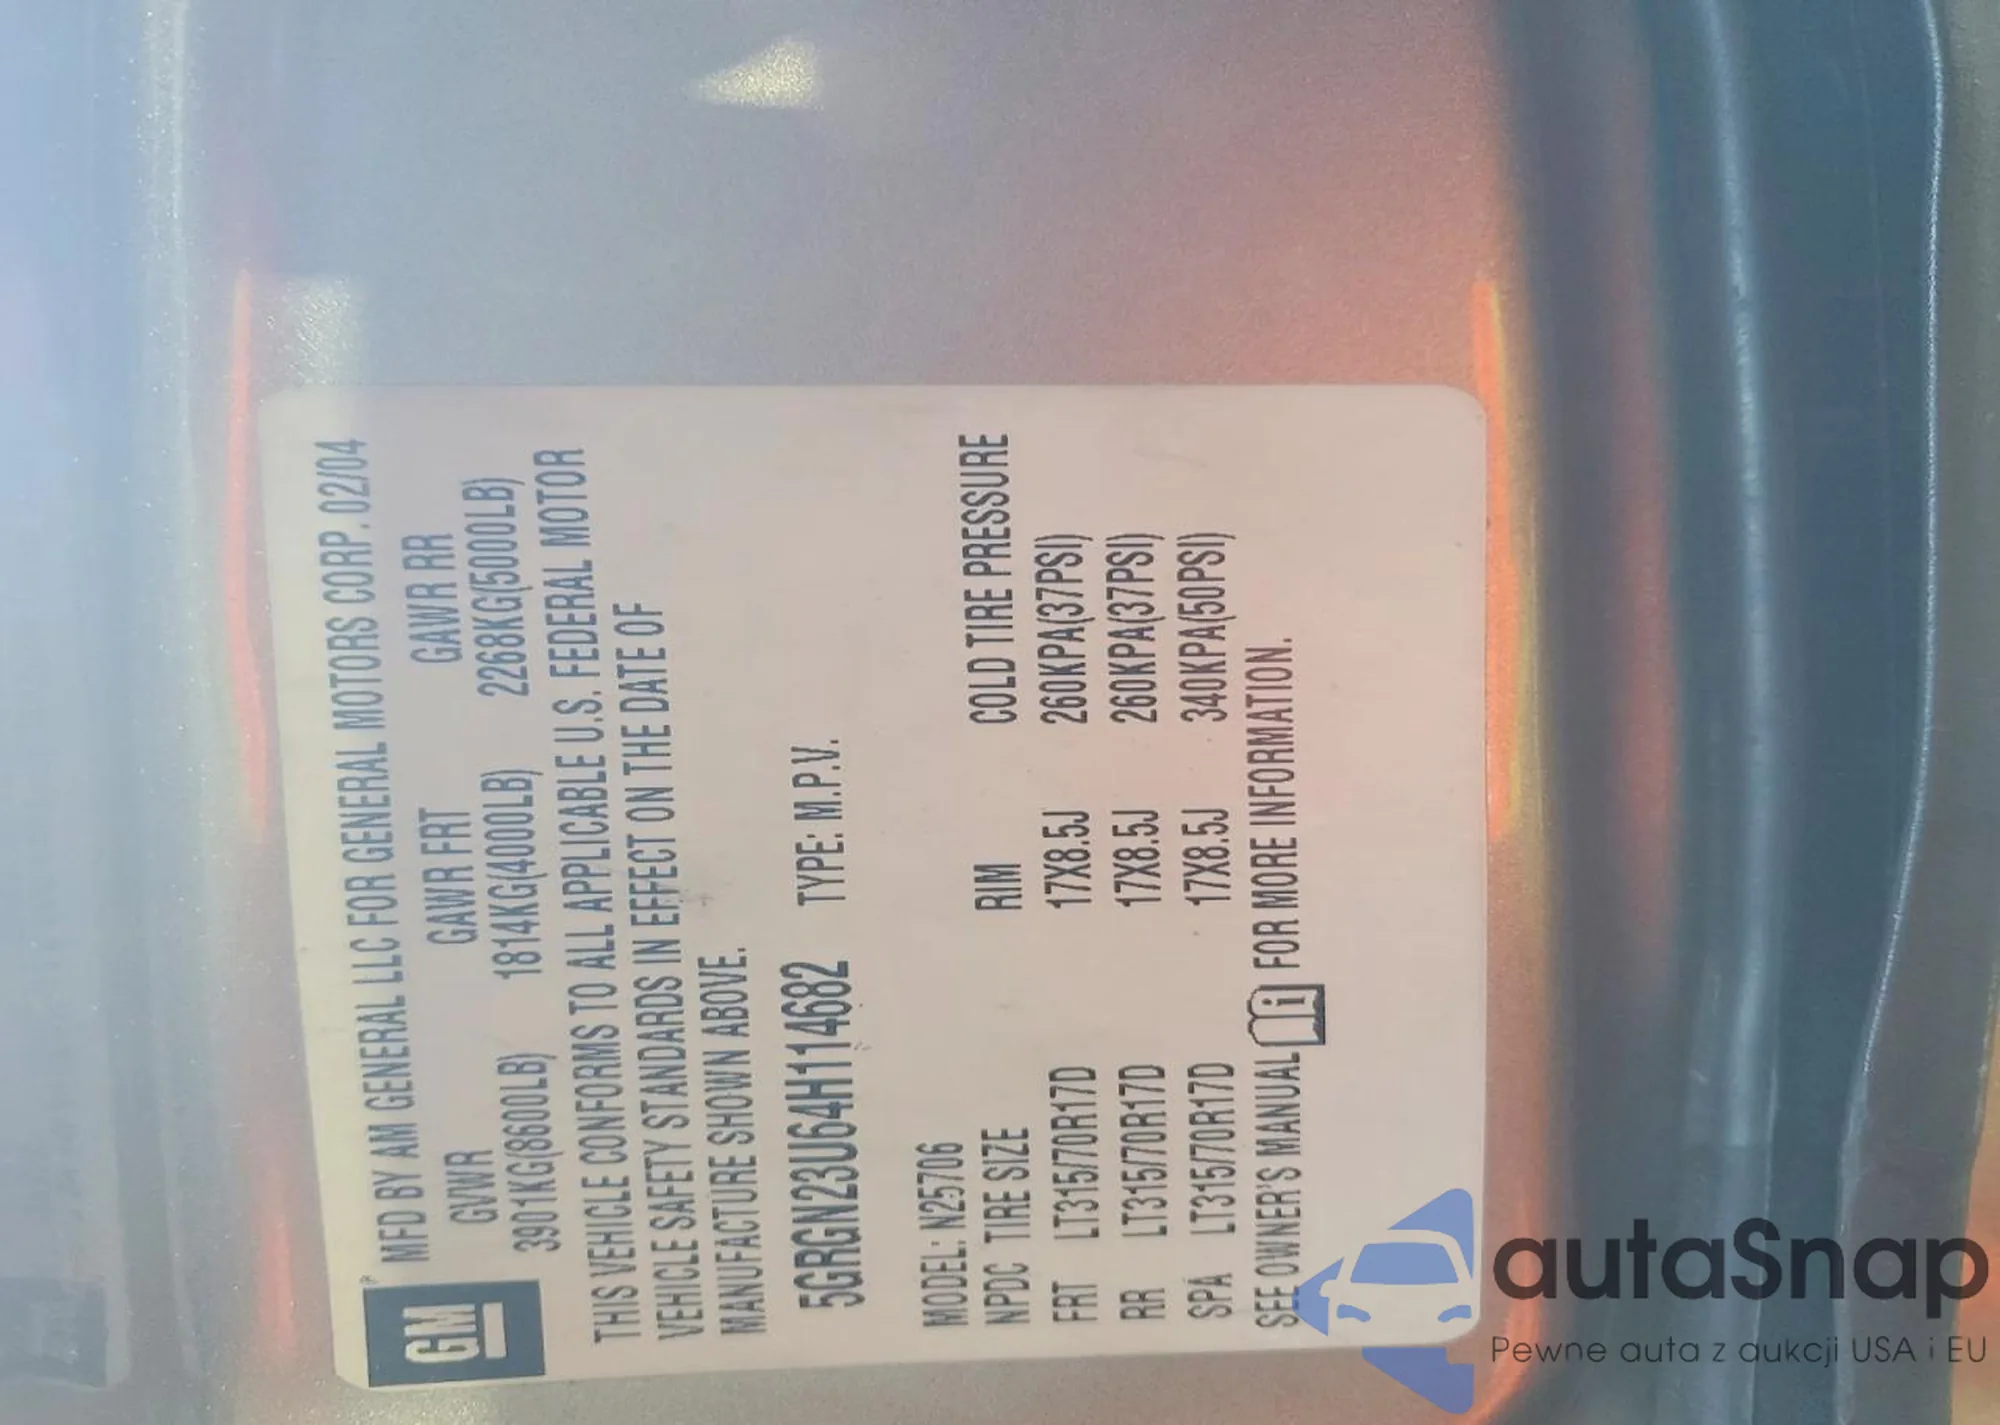 GM
MFD BY AM GENERAL LLC FOR GENERAL MOTORS CORP. 02/04
GVWR GAWR FRT GAWR RR
3901KG(8600LB) 1814KG(4000LB) 2268KG(5000LB)
THIS VEHICLE CONFORMS TO ALL APPLICABLE U.S. FEDERAL MOTOR
VEHICLE SAFETY STANDARDS IN EFFECT ON THE DATE OF
MANUFACTURE SHOWN ABOVE.
5GRGN23U64H114682 TYPE: M.P.V.
MODEL: N25706
NPDC TIRE SIZE RIM COLD TIRE PRESSURE
FRT LT315/70R17D 17X8.5J 260KPA(37PSI)
RR LT315/70R17D 17X8.5J 260KPA(37PSI)
SPA LT315/70R17D 17X8.5J 340KPA(50PSI)
SEE OWNER'S MANUAL i FOR MORE INFORMATION.
autaSnap
Pewne auta z aukcji USA i EU